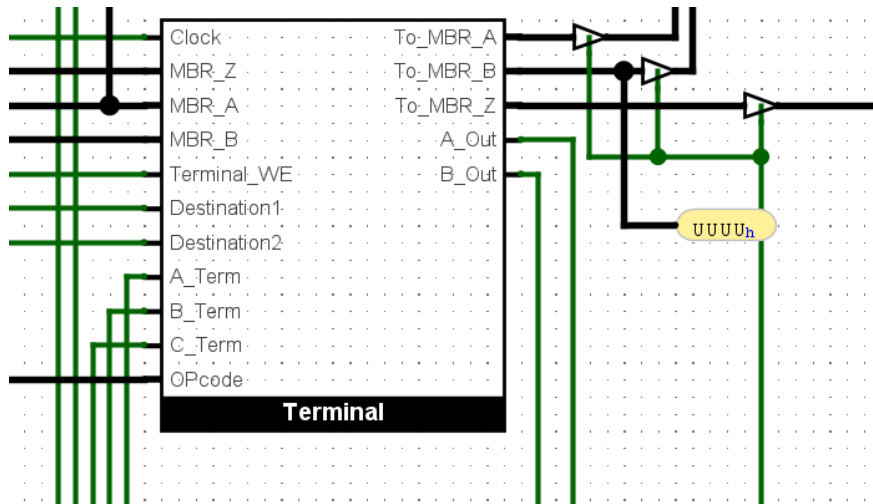 Clock
To_MBR_A
MBR_Z
To_MBR_B
MBR_A
To_MBR_Z
MBR_B
A_Out
Terminal_WE
B_Out
Destination1
Destination2
UUUUh
A_Term
B_Term
C_Term
OPcode
Terminal